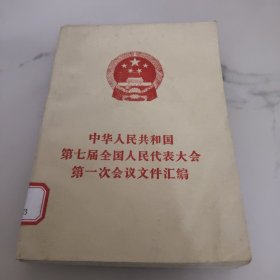 中华人民共和国
第七届全国人民代表大会
第一次会议文件汇编
3